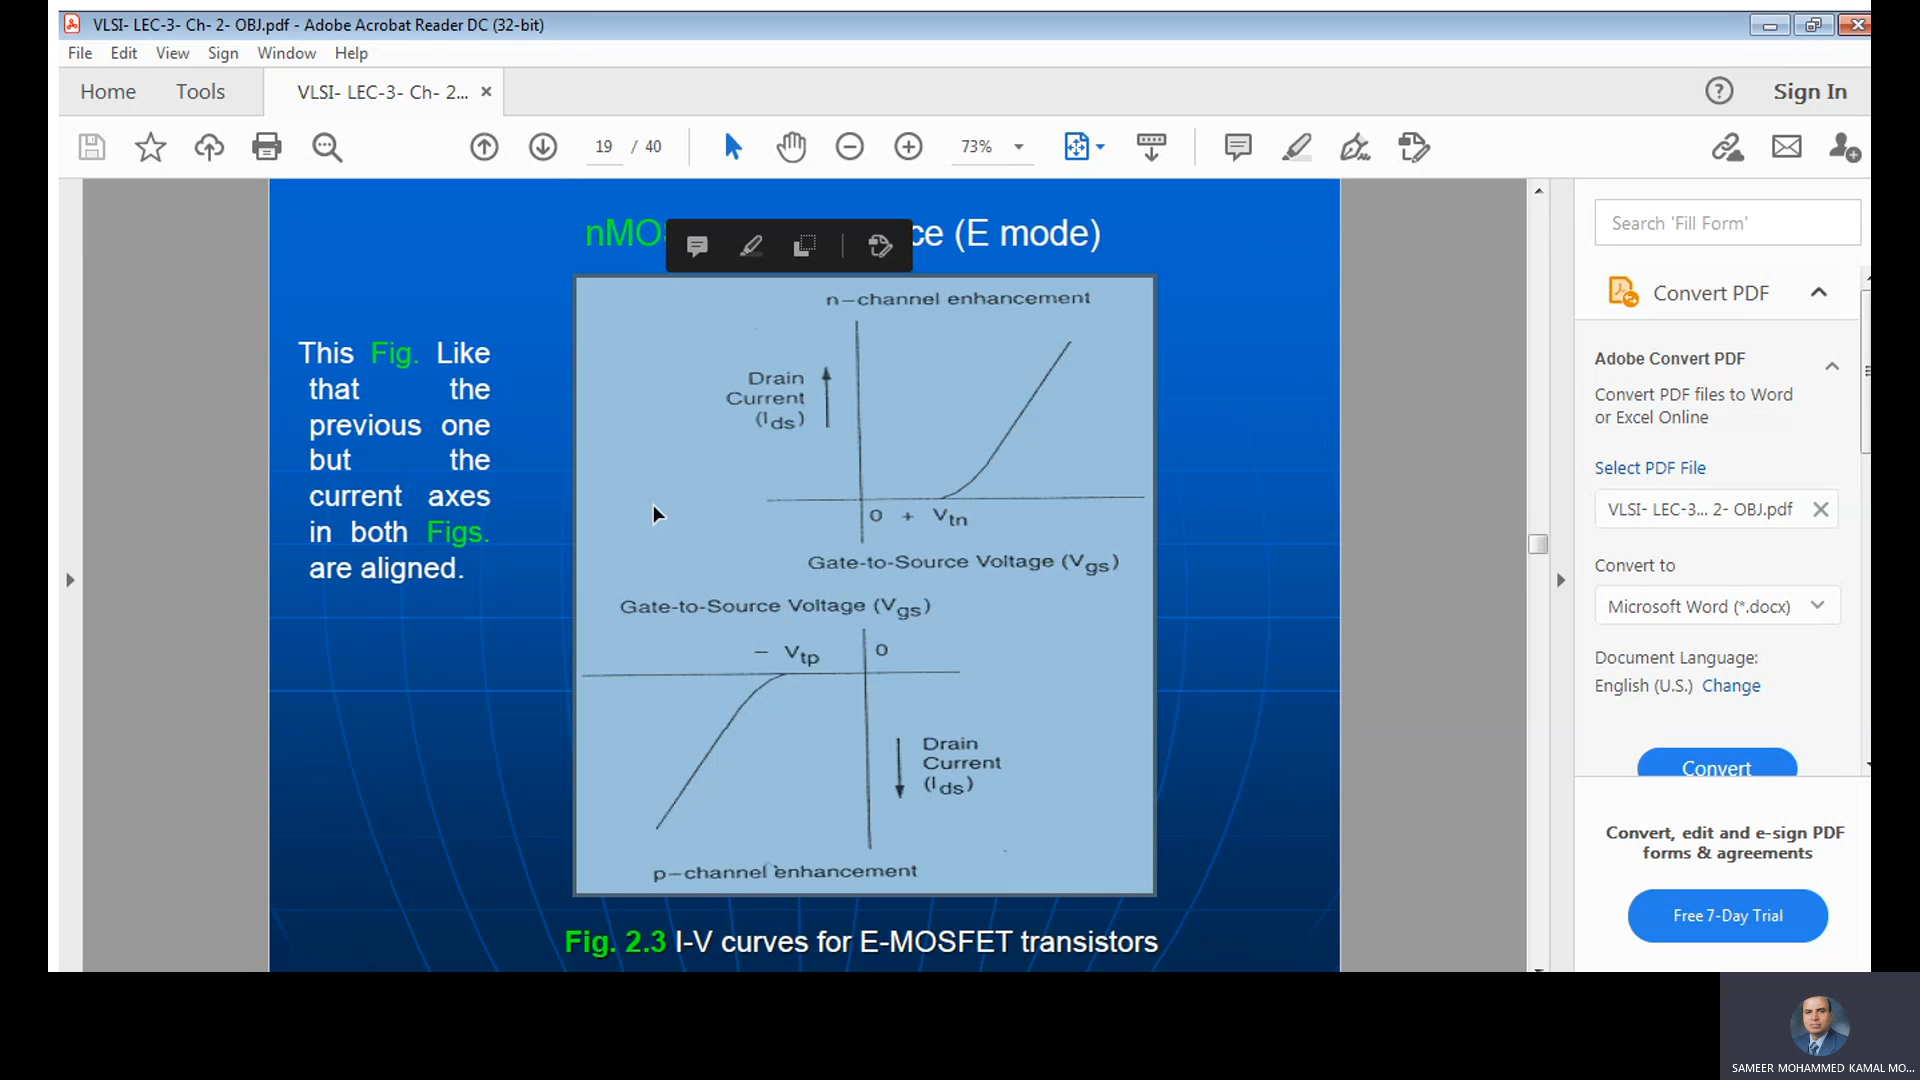 VLSI- LEC-3- Ch- 2- OBJ.pdf - Adobe Acrobat Reader DC (32-bit)
File Edit View Sign Window Help
Home Tools VLSI- LEC-3- Ch- 2... Sign In
19 / 40 73%
nMO ce (E mode)
This Fig. Like
that the
previous one
but the
current axes
in both Figs.
are aligned.
n-channel enhancement
Drain
Current
(Ids)
0 + Vtn
Gate-to-Source Voltage (Vgs)
Gate-to-Source Voltage (Vgs)
- Vtp 0
Drain
Current
(Ids)
p-channel enhancement
Fig. 2.3 I-V curves for E-MOSFET transistors
Search 'Fill Form'
Convert PDF
Adobe Convert PDF
Convert PDF files to Word
or Excel Online
Select PDF File
VLSI- LEC-3... 2- OBJ.pdf
Convert to
Microsoft Word (*.docx)
Document Language:
English (U.S.) Change
Convert
Convert, edit and e-sign PDF
forms & agreements
Free 7-Day Trial
SAMEER MOHAMMED KAMAL MO...